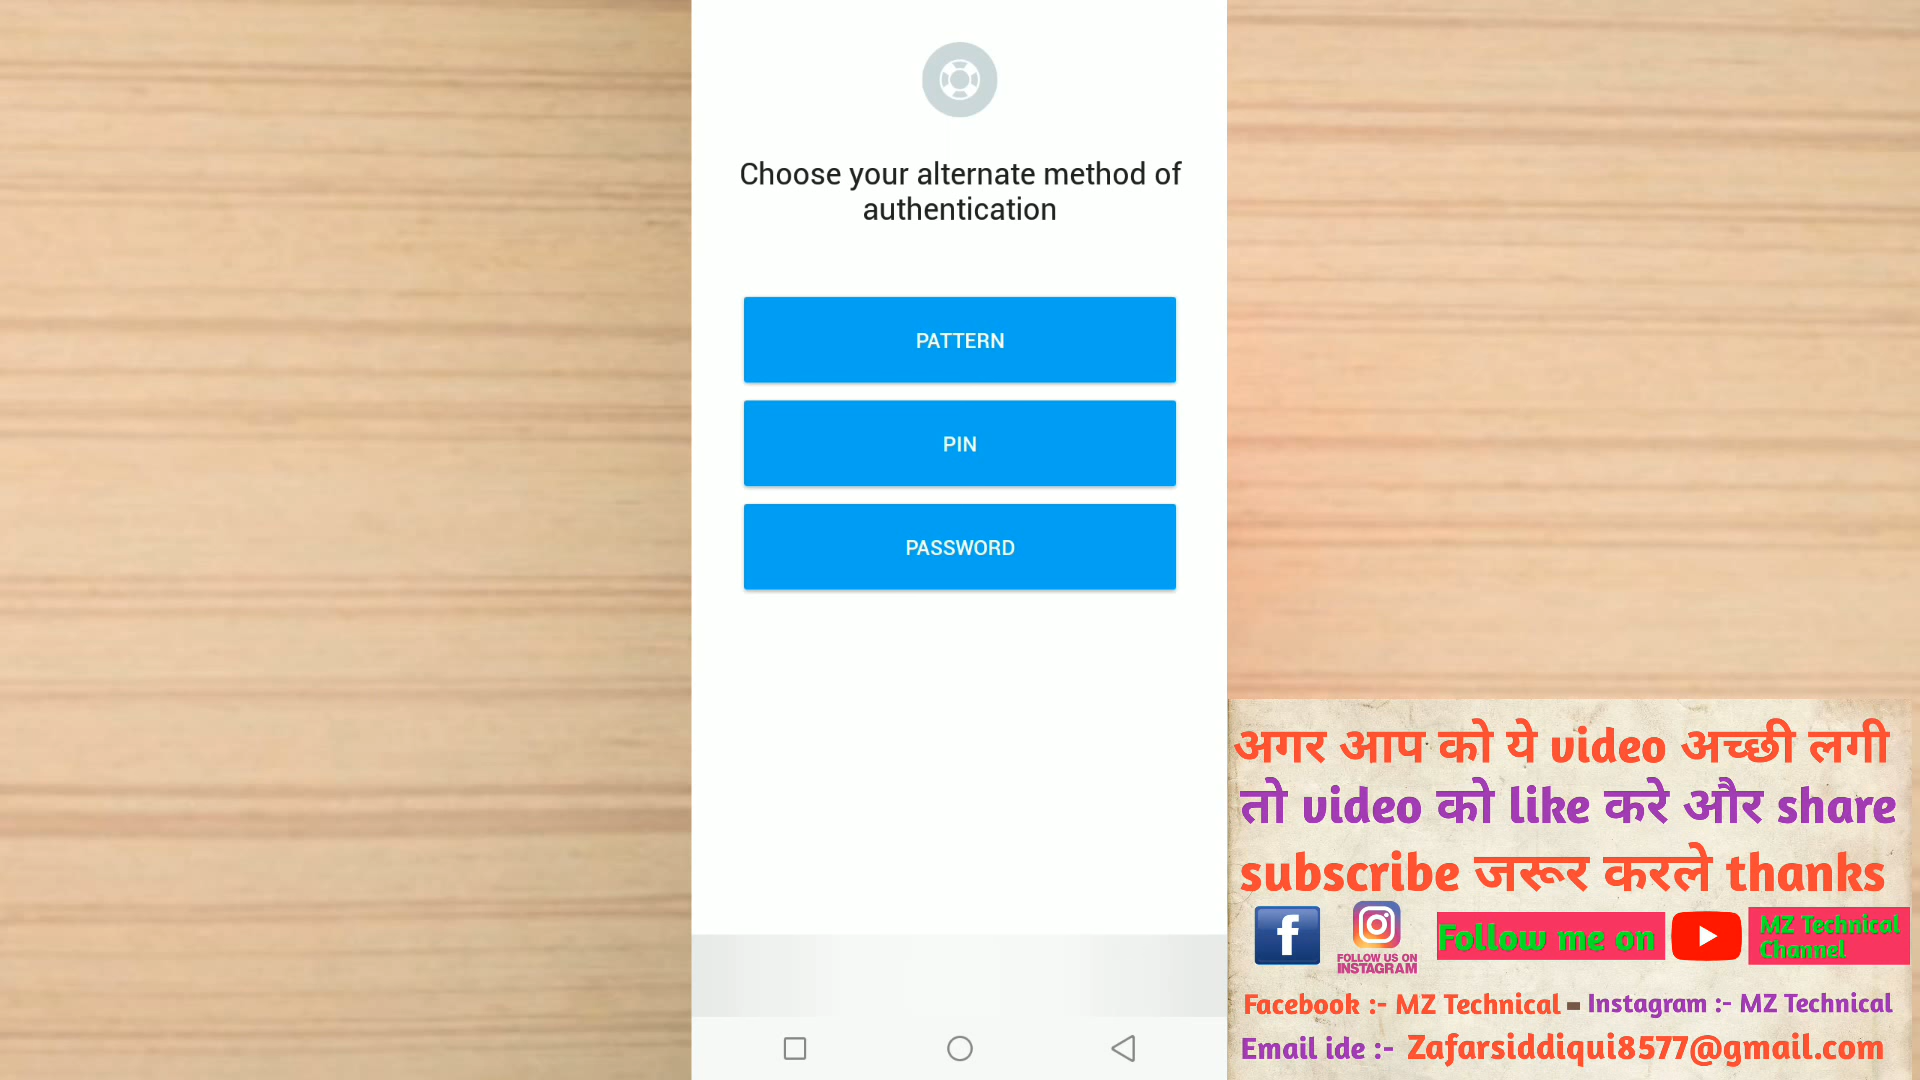 Choose your alternate method of
authentication
PATTERN
PIN
PASSWORD
अगर आप को ये video अच्छी लगी
तो video को like करे और share
subscribe जरूर करले thanks
FOLLOW US ON
INSTAGRAM
Follow me on
MZ Technical
Channel
Facebook :- MZ Technical - Instagram :- MZ Technical
Email ide :- Zafarsiddiqui8577@gmail.com